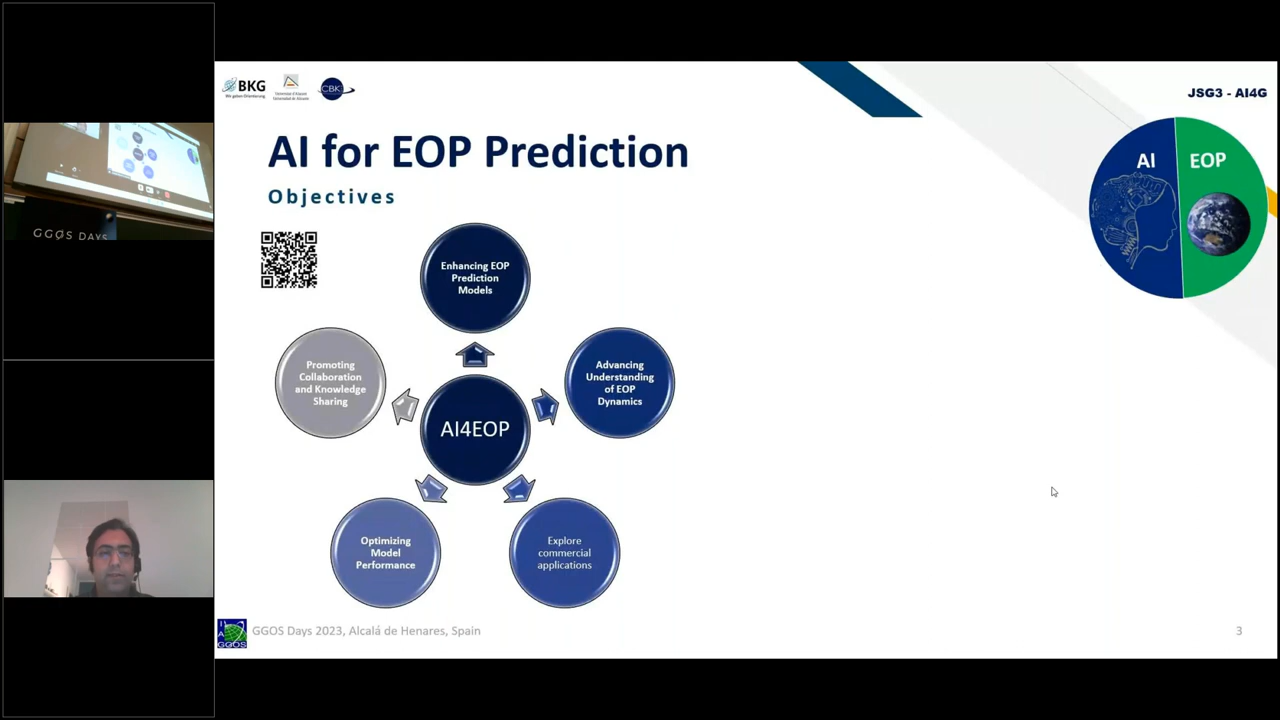 BKG
CBK
JSG3 - AI4G
AI for EOP Prediction
Objectives
AI
EOP
Enhancing EOP
Prediction
Models
Promoting
Collaboration
and Knowledge
Sharing
Advancing
Understanding
of EOP
Dynamics
AI4EOP
Optimizing
Model
Performance
Explore
commercial
applications
GGOS DAYS
GGOS
GGOS Days 2023, Alcalá de Henares, Spain
3